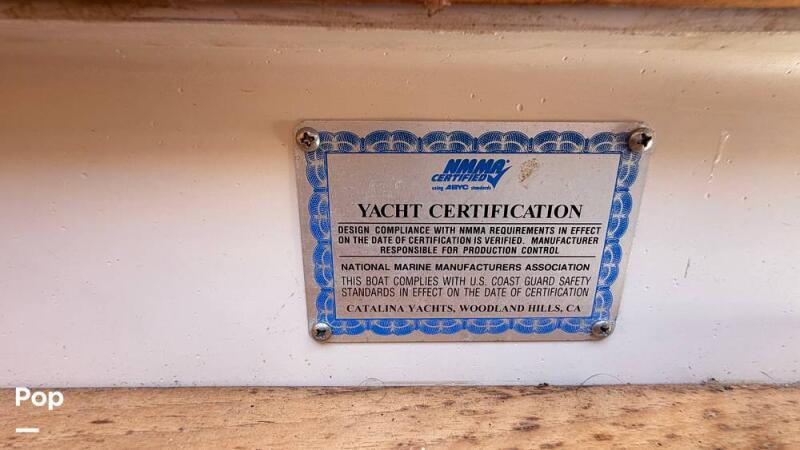 NMMA®
CERTIFIED
using ABYC standards
YACHT CERTIFICATION
DESIGN COMPLIANCE WITH NMMA REQUIREMENTS IN EFFECT
ON THE DATE OF CERTIFICATION IS VERIFIED. MANUFACTURER
RESPONSIBLE FOR PRODUCTION CONTROL
NATIONAL MARINE MANUFACTURERS ASSOCIATION
THIS BOAT COMPLIES WITH U.S. COAST GUARD SAFETY
STANDARDS IN EFFECT ON THE DATE OF CERTIFICATION
CATALINA YACHTS, WOODLAND HILLS, CA
Pop